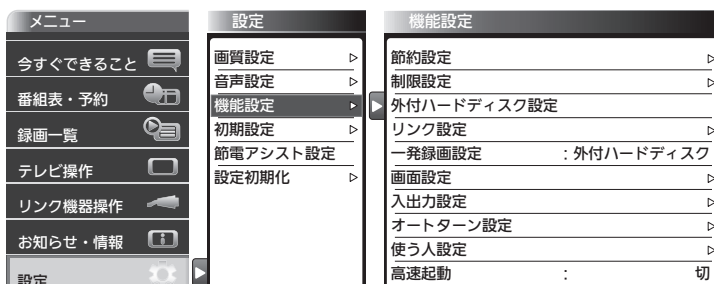 メニュー
今すぐできること
番組表・予約
録画一覧
テレビ操作
リンク機器操作
お知らせ・情報
設定
設定
画質設定
音声設定
機能設定
初期設定
節電アシスト設定
設定初期化
機能設定
節約設定
制限設定
外付ハードディスク設定
リンク設定
一発録画設定 : 外付ハードディスク
画面設定
入出力設定
オートターン設定
使う人設定
高速起動 : 切